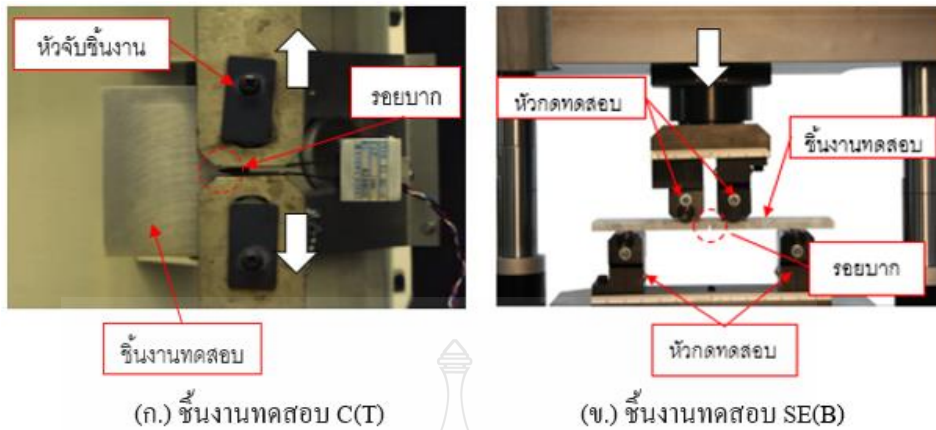 หัวจับชิ้นงาน
รอยบาก
ชิ้นงานทดสอบ
(ก.) ชิ้นงานทดสอบ C(T)
หัวกดทดสอบ
ชิ้นงานทดสอบ
รอยบาก
หัวกดทดสอบ
(ข.) ชิ้นงานทดสอบ SE(B)